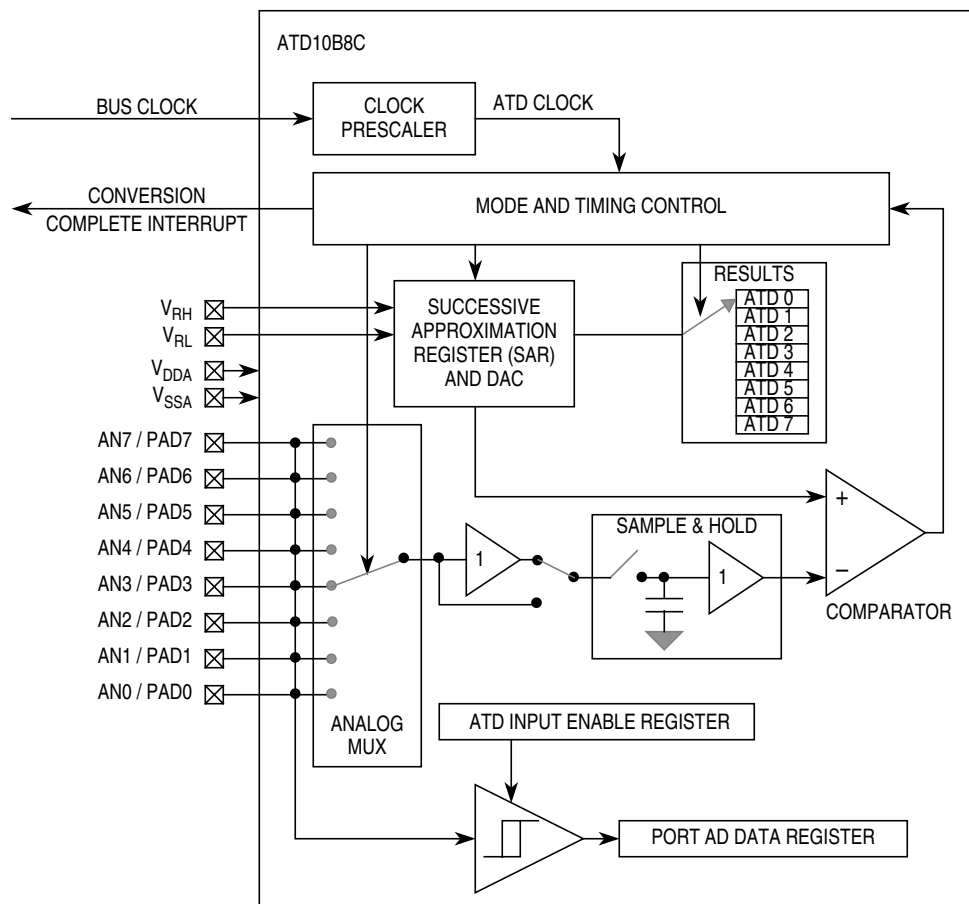 ATD10B8C
BUS CLOCK
CLOCK
PRESCALER
ATD CLOCK
CONVERSION
COMPLETE INTERRUPT
MODE AND TIMING CONTROL
RESULTS
ATD 0
ATD 1
ATD 2
ATD 3
ATD 4
ATD 5
ATD 6
ATD 7
SUCCESSIVE
APPROXIMATION
REGISTER (SAR)
AND DAC
VRH
VRL
VDDA
VSSA
AN7 / PAD7
AN6 / PAD6
AN5 / PAD5
AN4 / PAD4
AN3 / PAD3
AN2 / PAD2
AN1 / PAD1
AN0 / PAD0
ANALOG
MUX
1
SAMPLE & HOLD
1
+
–
COMPARATOR
ATD INPUT ENABLE REGISTER
PORT AD DATA REGISTER